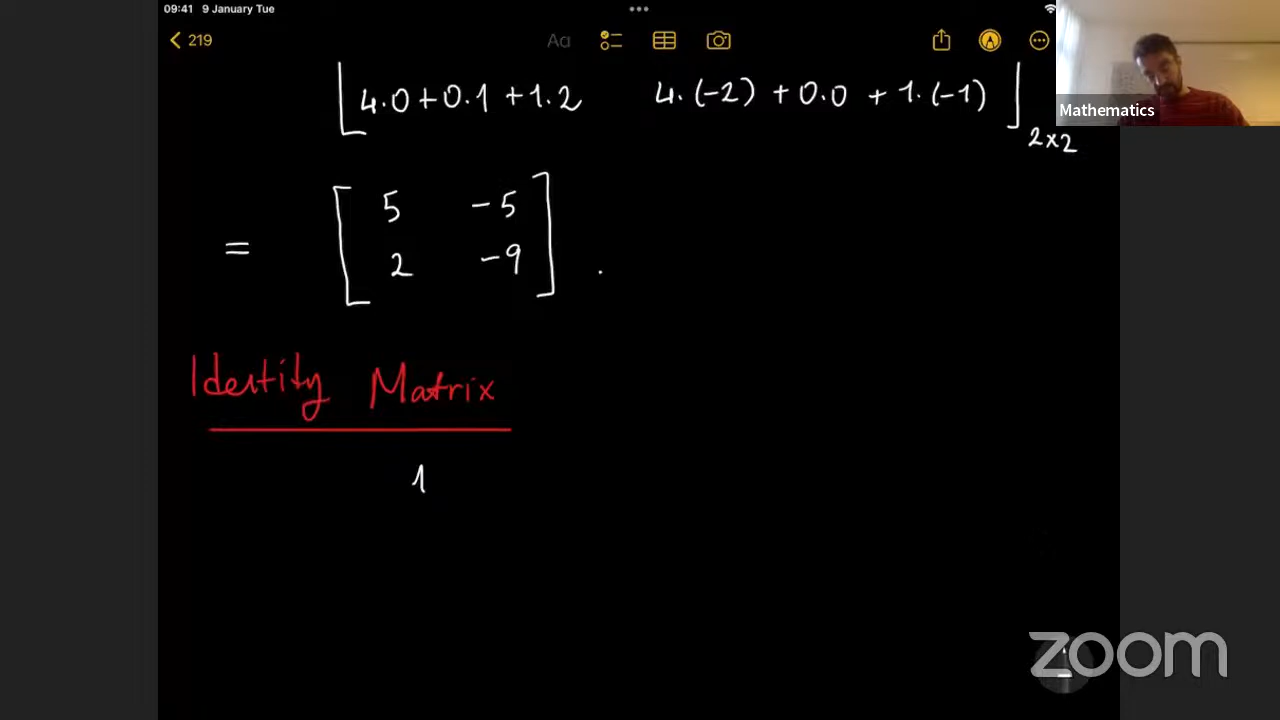 09:41 9 January Tue
219
Aa
4.0+0.1+1.2 4.(-2)+0.0+1.(-1)
2x2
Mathematics
5 -5
= 2 -9 .
Identity Matrix
1
zoom